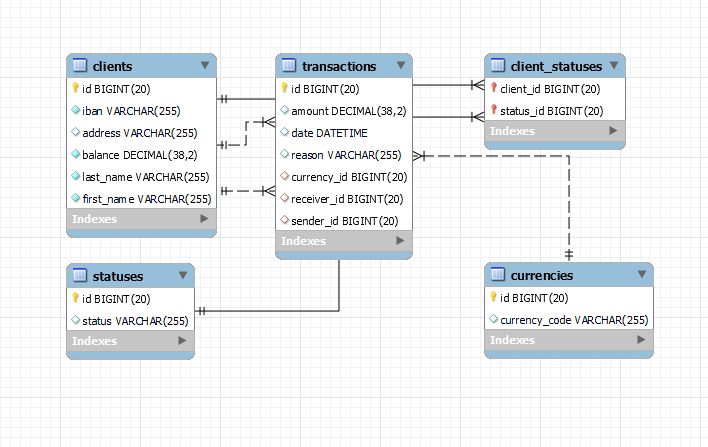 clients
id BIGINT(20)
iban VARCHAR(255)
address VARCHAR(255)
balance DECIMAL(38,2)
last_name VARCHAR(255)
first_name VARCHAR(255)
Indexes
transactions
id BIGINT(20)
amount DECIMAL(38,2)
date DATETIME
reason VARCHAR(255)
currency_id BIGINT(20)
receiver_id BIGINT(20)
sender_id BIGINT(20)
Indexes
client_statuses
client_id BIGINT(20)
status_id BIGINT(20)
Indexes
statuses
id BIGINT(20)
status VARCHAR(255)
Indexes
currencies
id BIGINT(20)
currency_code VARCHAR(255)
Indexes